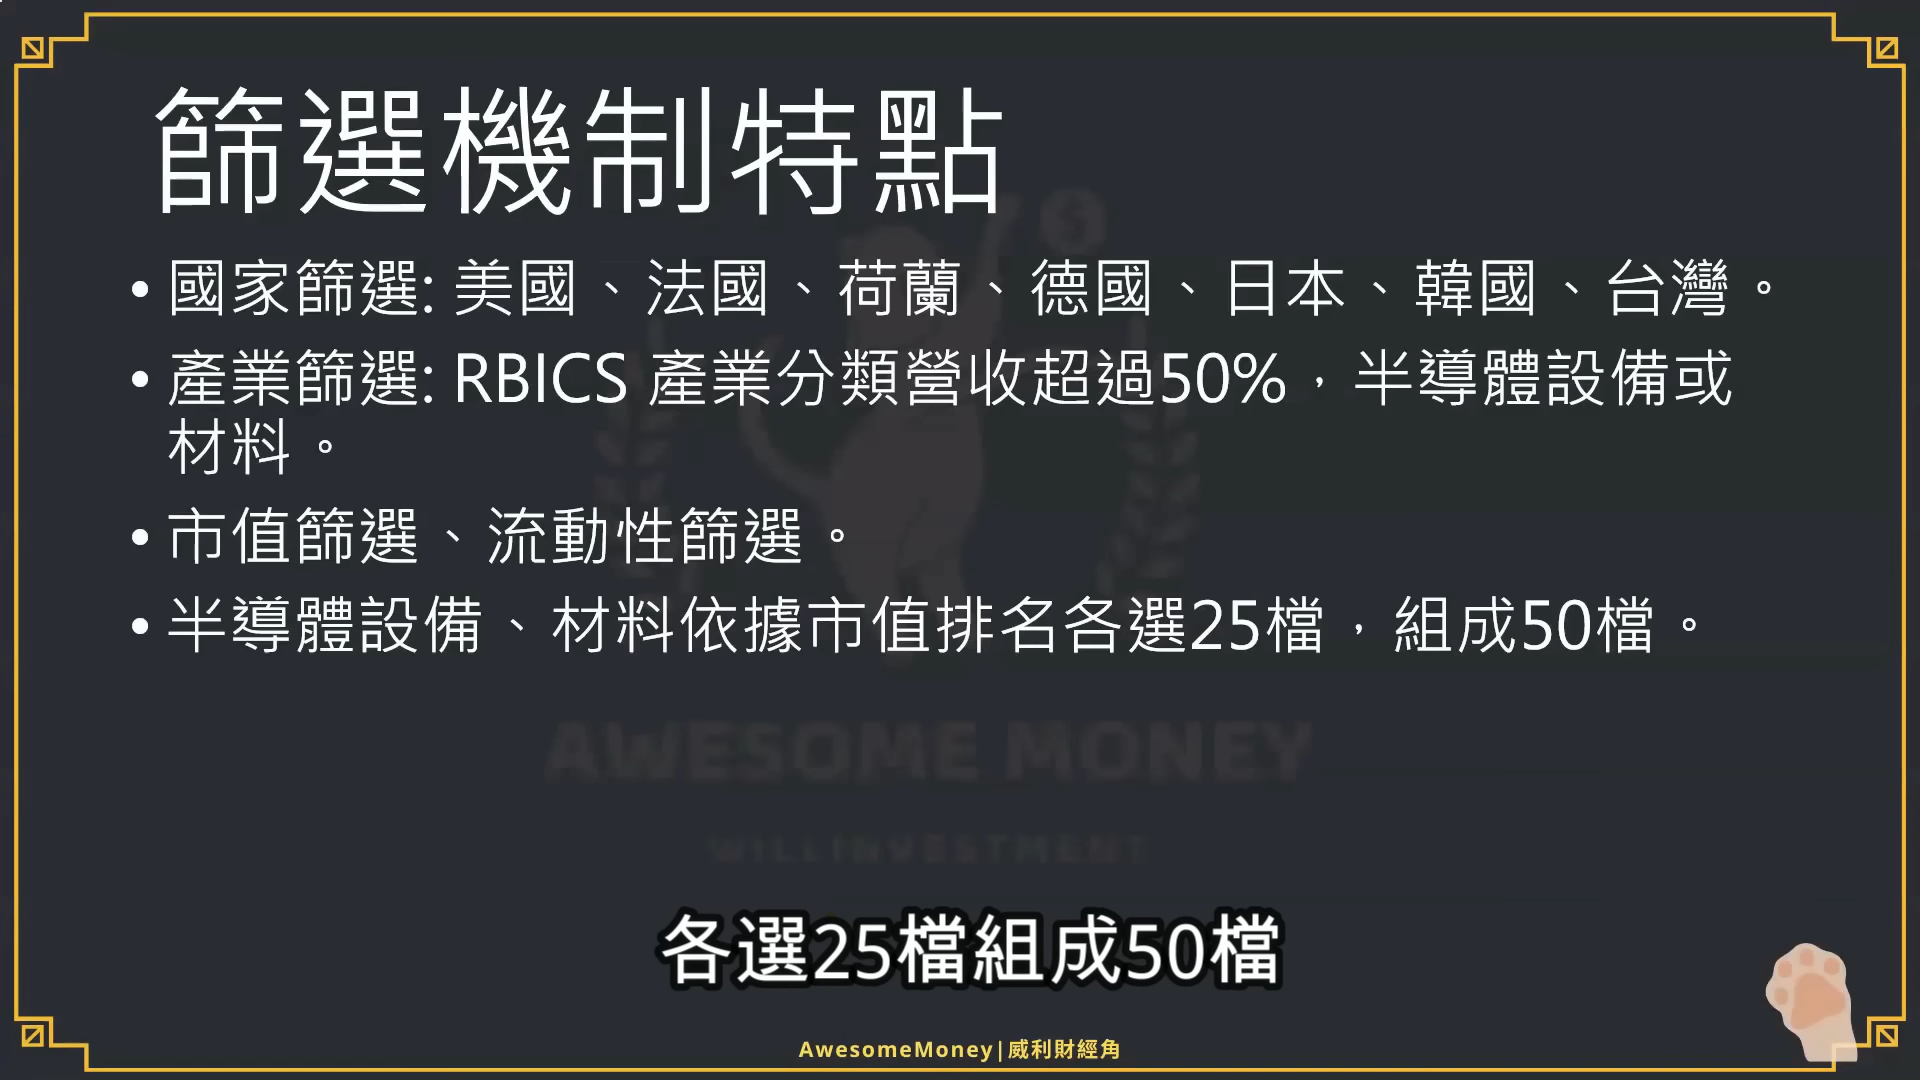 篩選機制特點
• 國家篩選: 美國、法國、荷蘭、德國、日本、韓國、台灣。
• 產業篩選: RBICS 產業分類營收超過50%，半導體設備或
材料。
• 市值篩選、流動性篩選。
• 半導體設備、材料依據市值排名各選25檔，組成50檔。
AWESOME MONEY
WILLINVESTMENT
各選25檔組成50檔
AwesomeMoney|威利財經角